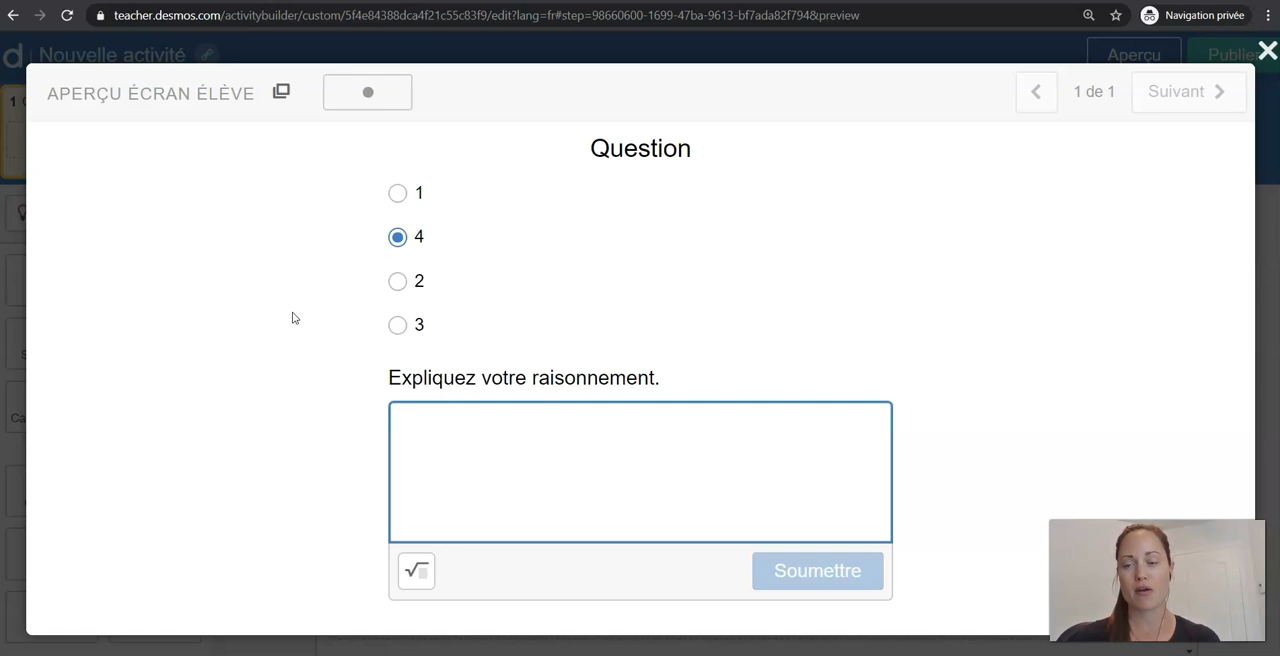 teacher.desmos.com/activitybuilder/custom/5f4e84388dca4f21c55c83f9/edit?lang=fr#step=98660600-1699-47ba-9613-bf7ada82f794&preview
Navigation privée
d Nouvelle activité
Aperçu
Publier
1
APERÇU ÉCRAN ÉLÈVE
1 de 1
Suivant
Question
1
4
2
3
Expliquez votre raisonnement.
Soumettre